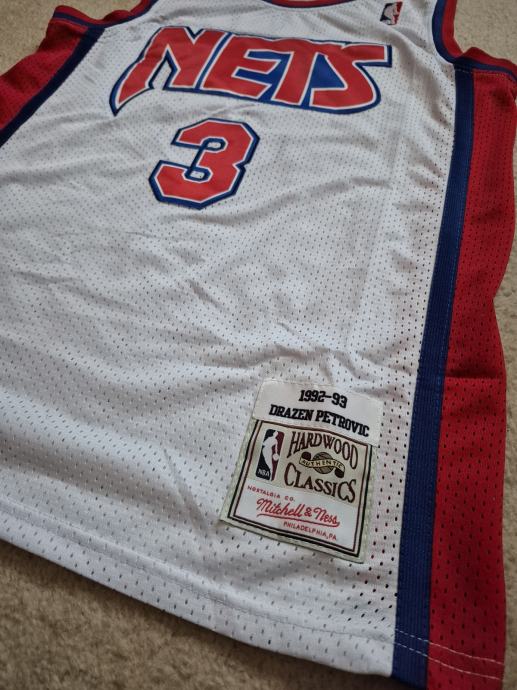 NETS
3
1992-93
DRAZEN PETROVIC
HARDWOOD
AUTHENTIC
CLASSICS
NBA
NOSTALGIA CO.
Mitchell & Ness
PHILADELPHIA, PA.